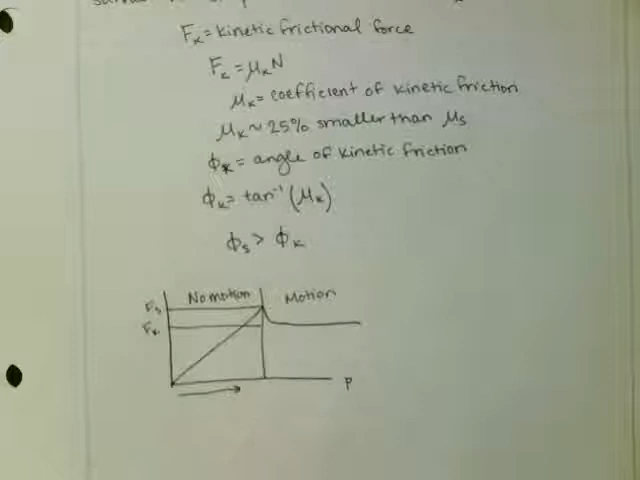 Fₖ = kinetic frictional force
Fₖ = μₖN
μₖ = coefficient of kinetic friction
μₖ ~ 25% smaller than μₛ
ϕₖ = angle of kinetic friction
ϕₖ = tan⁻¹(μₖ)
ϕₛ > ϕₖ
No motion Motion
Fₛ
Fₖ
P